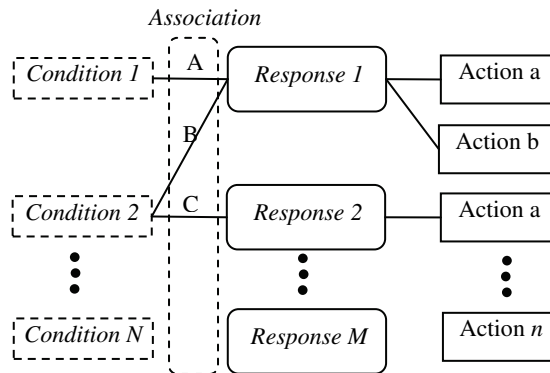 Association
Condition 1
A
Response 1
Action a
B
Action b
Condition 2
C
Response 2
Action a
Condition N
Response M
Action n